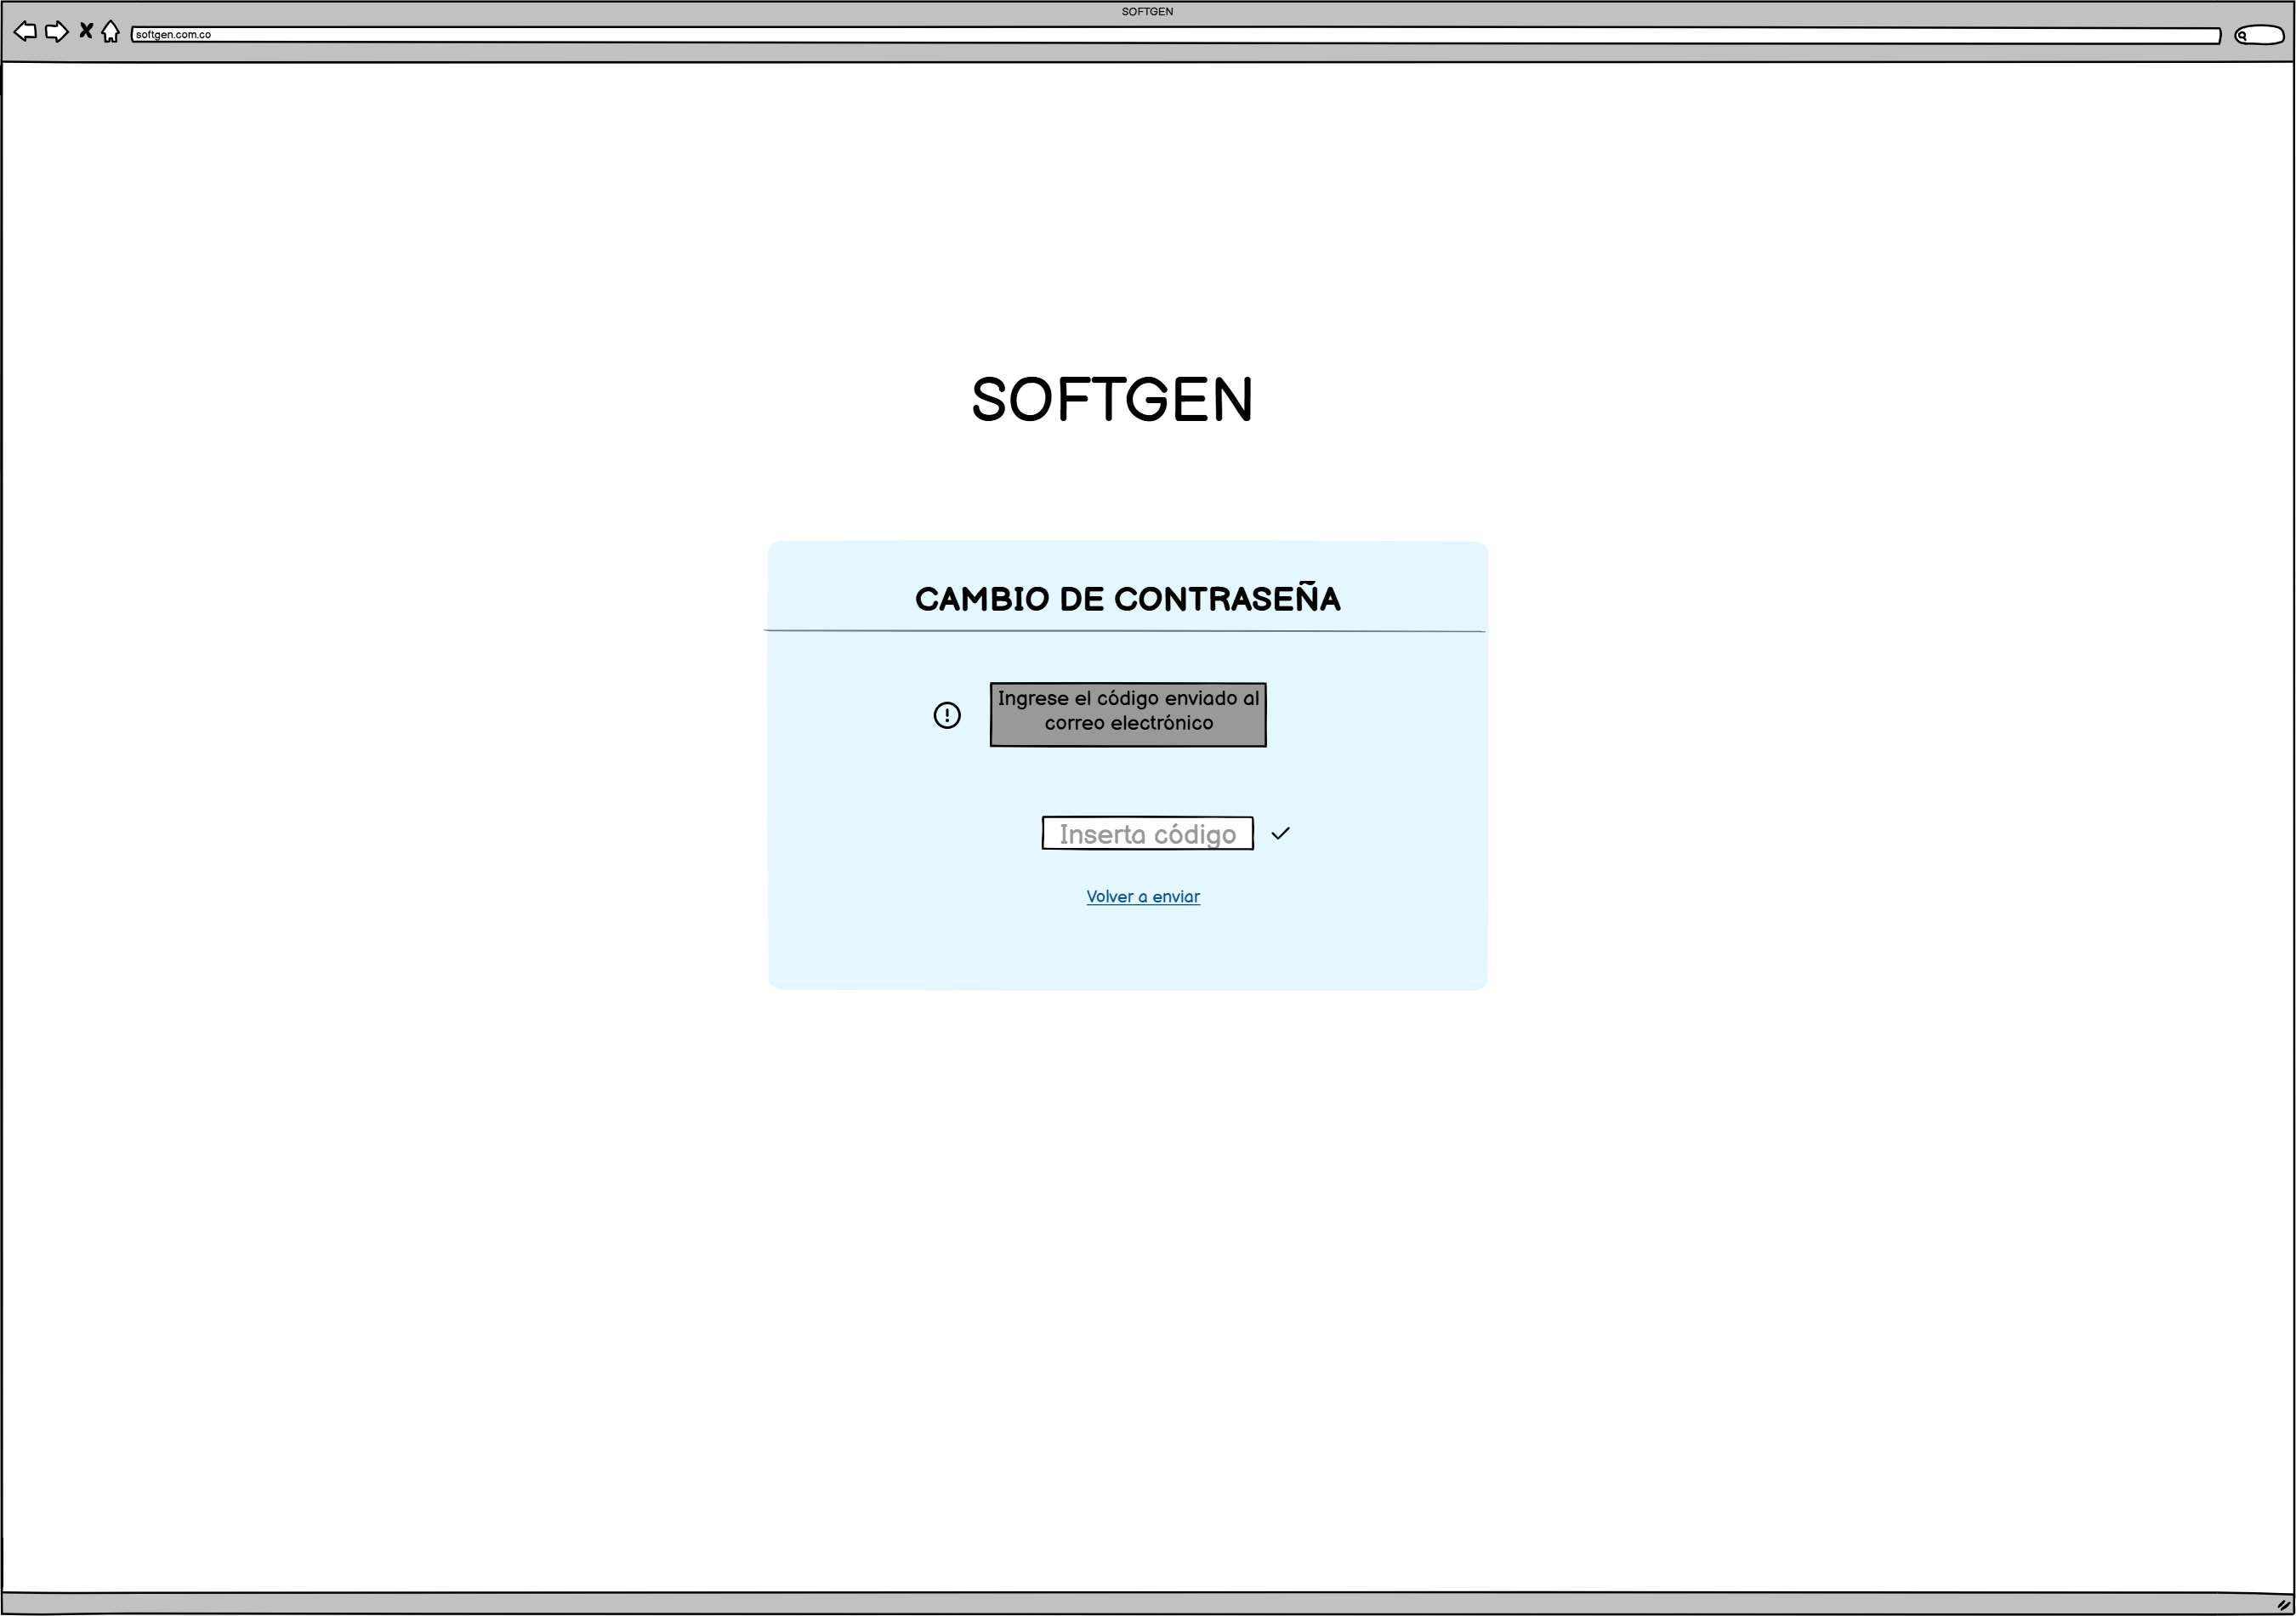 SOFTGEN
softgen.com.co
SOFTGEN
CAMBIO DE CONTRASEÑA
Ingrese el código enviado al
correo electrónico
Inserta código
Volver a enviar